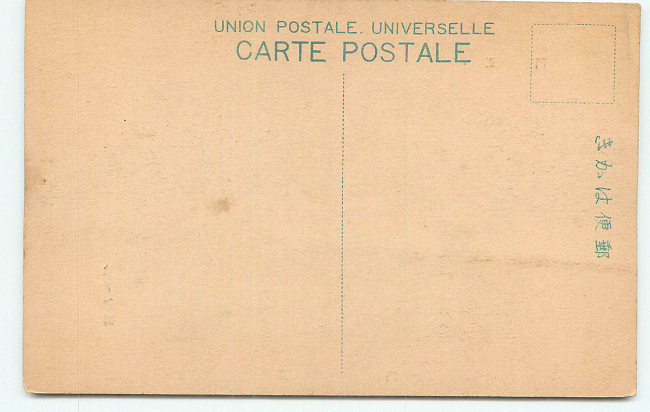 UNION POSTALE. UNIVERSELLE
CARTE POSTALE
郵便はかき